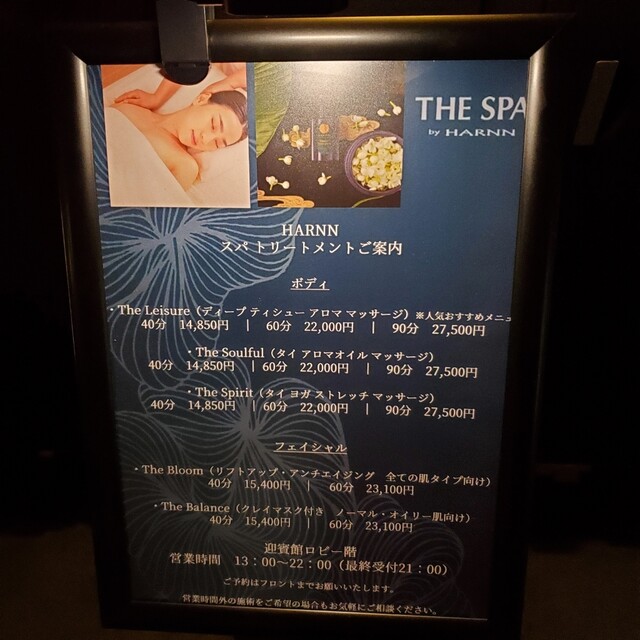 THE SPA
by HARNN
HARNN
スパ トリートメントご案内
ボディ
・The Leisure（ディープ ティシュー アロマ マッサージ）※人気おすすめメニュ
40分　14,850円　|　60分　22,000円　|　90分　27,500円
・The Soulful（タイ アロマオイル マッサージ）
40分　14,850円　| 60分　22,000円　|　90分　27,500円
・The Spirit（タイ ヨガ ストレッチ マッサージ）
40分　14,850円　| 60分　22,000円　|　90分　27,500円
フェイシャル
・The Bloom（リフトアップ・アンチエイジング　全ての肌タイプ向け）
40分　15,400円　|　60分　23,100円
・The Balance（クレイマスク付き　ノーマル・オイリー肌向け）
40分　15,400円　|　60分　23,100円
迎賓館ロビー階
営業時間　13：00～22：00（最終受付21：00）
ご予約はフロントまでお願いいたします。
営業時間外の施術をご希望の場合もお気軽にご相談ください。